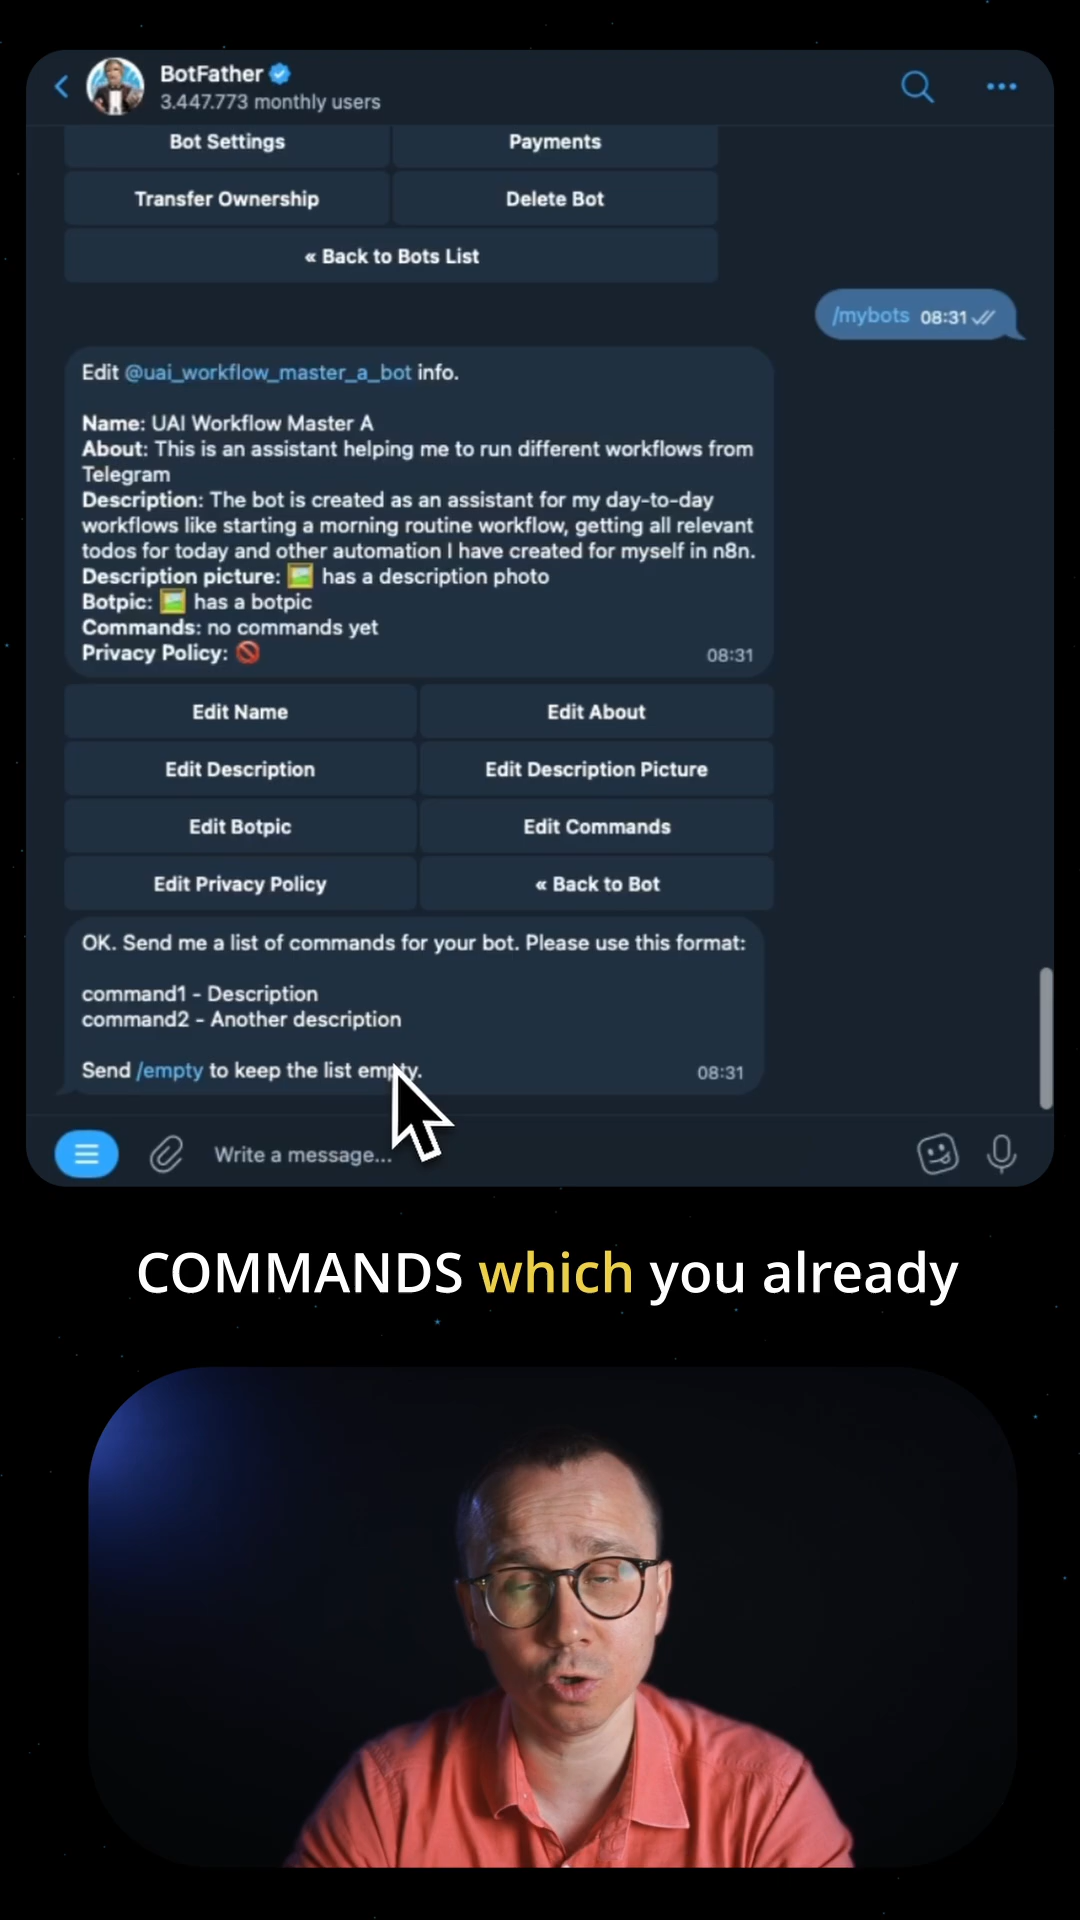 BotFather
3.447.773 monthly users
Bot Settings
Payments
Transfer Ownership
Delete Bot
« Back to Bots List
/mybots 08:31
Edit @uai_workflow_master_a_bot info.
Name: UAI Workflow Master A
About: This is an assistant helping me to run different workflows from
Telegram
Description: The bot is created as an assistant for my day-to-day
workflows like starting a morning routine workflow, getting all relevant
todos for today and other automation I have created for myself in n8n.
Description picture: 🖼 has a description photo
Botpic: 🖼 has a botpic
Commands: no commands yet
Privacy Policy: 🚫
08:31
Edit Name
Edit About
Edit Description
Edit Description Picture
Edit Botpic
Edit Commands
Edit Privacy Policy
« Back to Bot
OK. Send me a list of commands for your bot. Please use this format:
command1 - Description
command2 - Another description
Send /empty to keep the list empty.
08:31
Write a message...
COMMANDS which you already